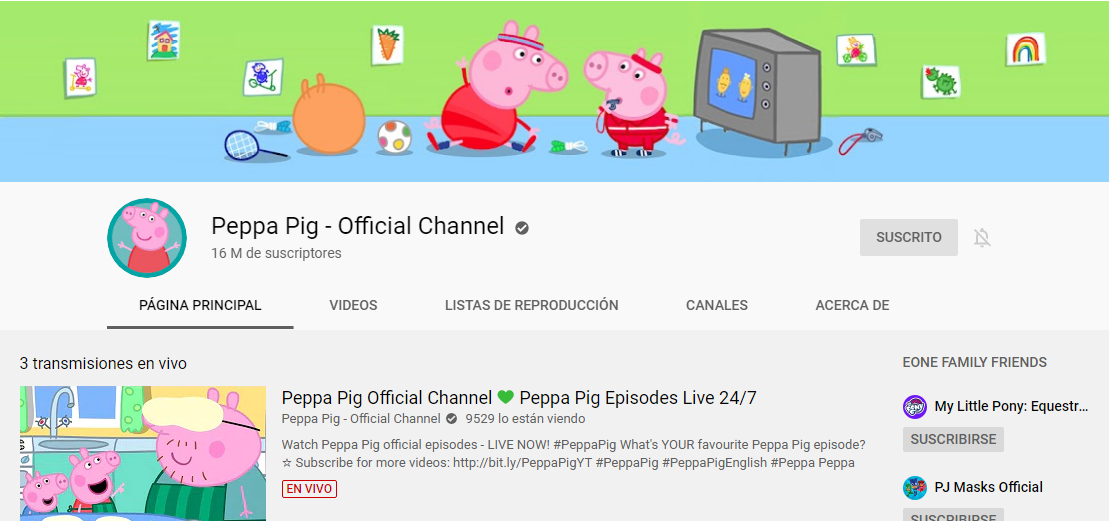 Peppa Pig - Official Channel
16 M de suscriptores
SUSCRITO
PÁGINA PRINCIPAL
VIDEOS
LISTAS DE REPRODUCCIÓN
CANALES
ACERCA DE
3 transmisiones en vivo
Peppa Pig Official Channel 💚 Peppa Pig Episodes Live 24/7
Peppa Pig - Official Channel 9529 lo están viendo
Watch Peppa Pig official episodes - LIVE NOW! #PeppaPig What's YOUR favourite Peppa Pig episode?
☆ Subscribe for more videos: http://bit.ly/PeppaPigYT #PeppaPig #PeppaPigEnglish #Peppa Peppa
EN VIVO
EONE FAMILY FRIENDS
My Little Pony: Equestr...
SUSCRIBIRSE
PJ Masks Official
SUSCRIBIRSE